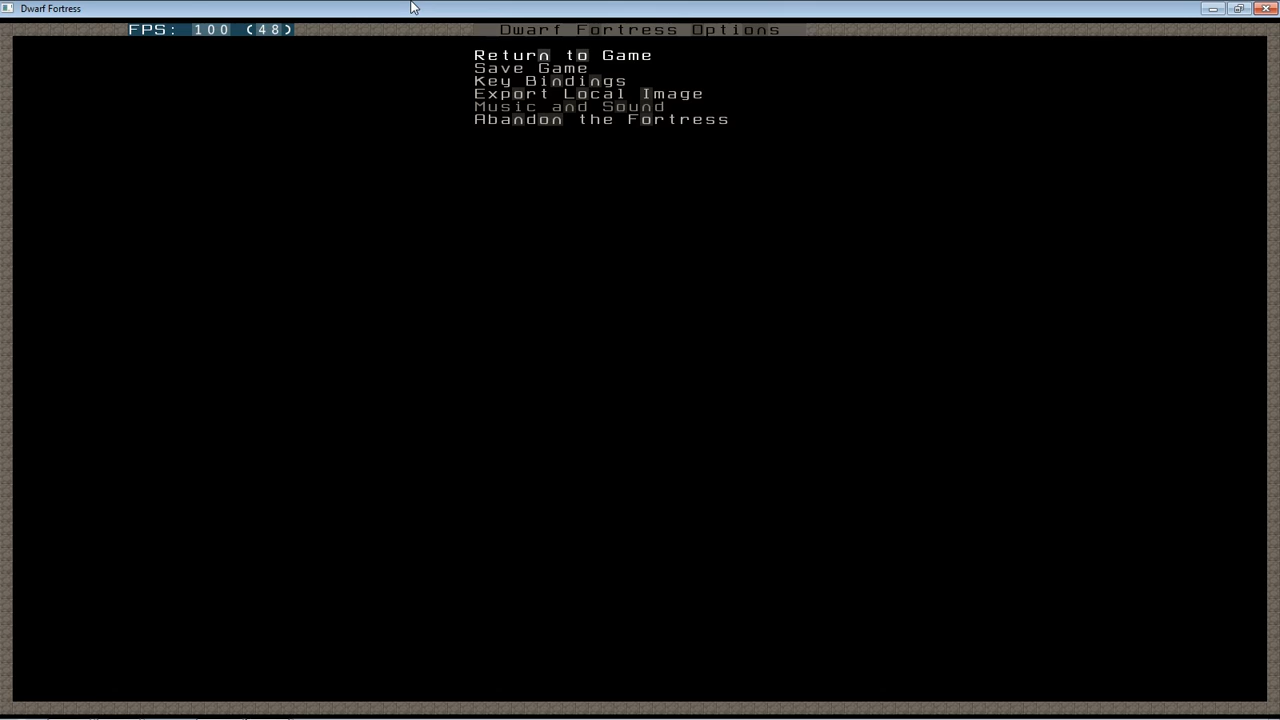 Dwarf Fortress
FPS: 100 (48)
Dwarf Fortress Options
Return to Game
Save Game
Key Bindings
Export Local Image
Music and Sound
Abandon the Fortress